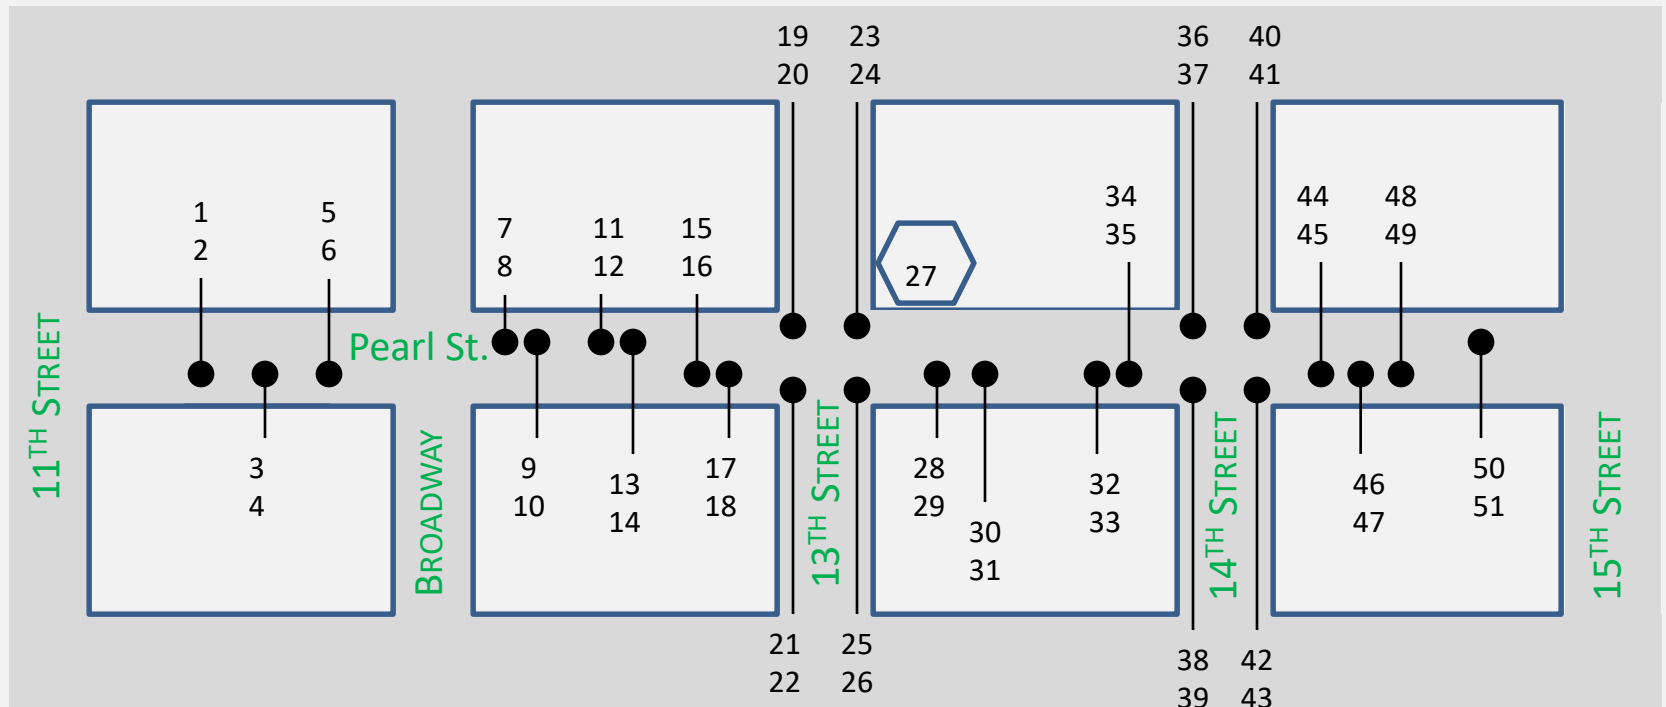 19 23 36 40
20 24 37 41
34 44 48
35 45 49
1 5 7 11 15
2 6 8 12 16
27
Pearl St.
11TH STREET
BROADWAY
13TH STREET
14TH STREET
15TH STREET
3 9 13 17 28 30 32 46 50
4 10 14 18 29 31 33 47 51
21 25 38 42
22 26 39 43